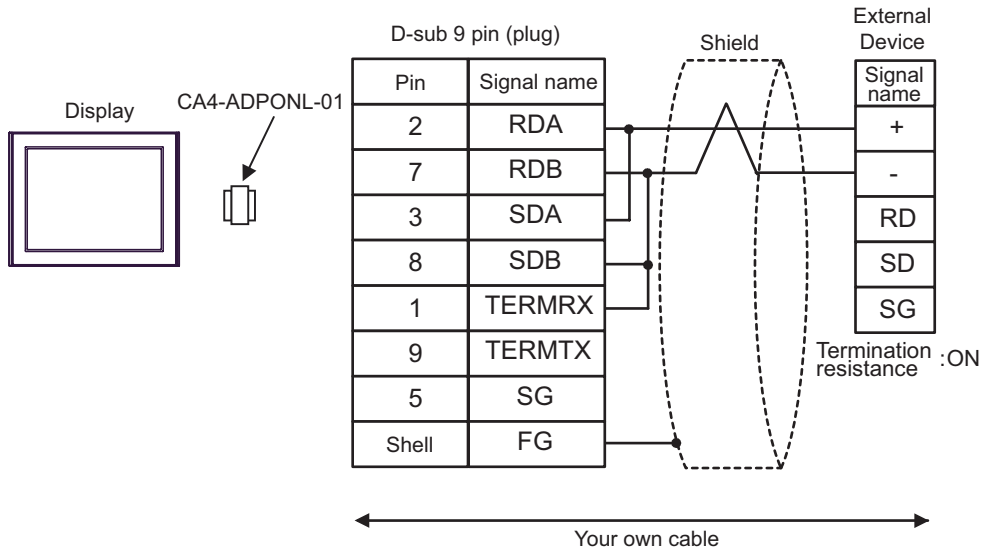 External
Device
D-sub 9 pin (plug)
Shield
Display
CA4-ADPONL-01
Pin Signal name
2 RDA
7 RDB
3 SDA
8 SDB
1 TERMRX
9 TERMTX
5 SG
Shell FG
Signal
name
+
-
RD
SD
SG
Termination
resistance :ON
Your own cable